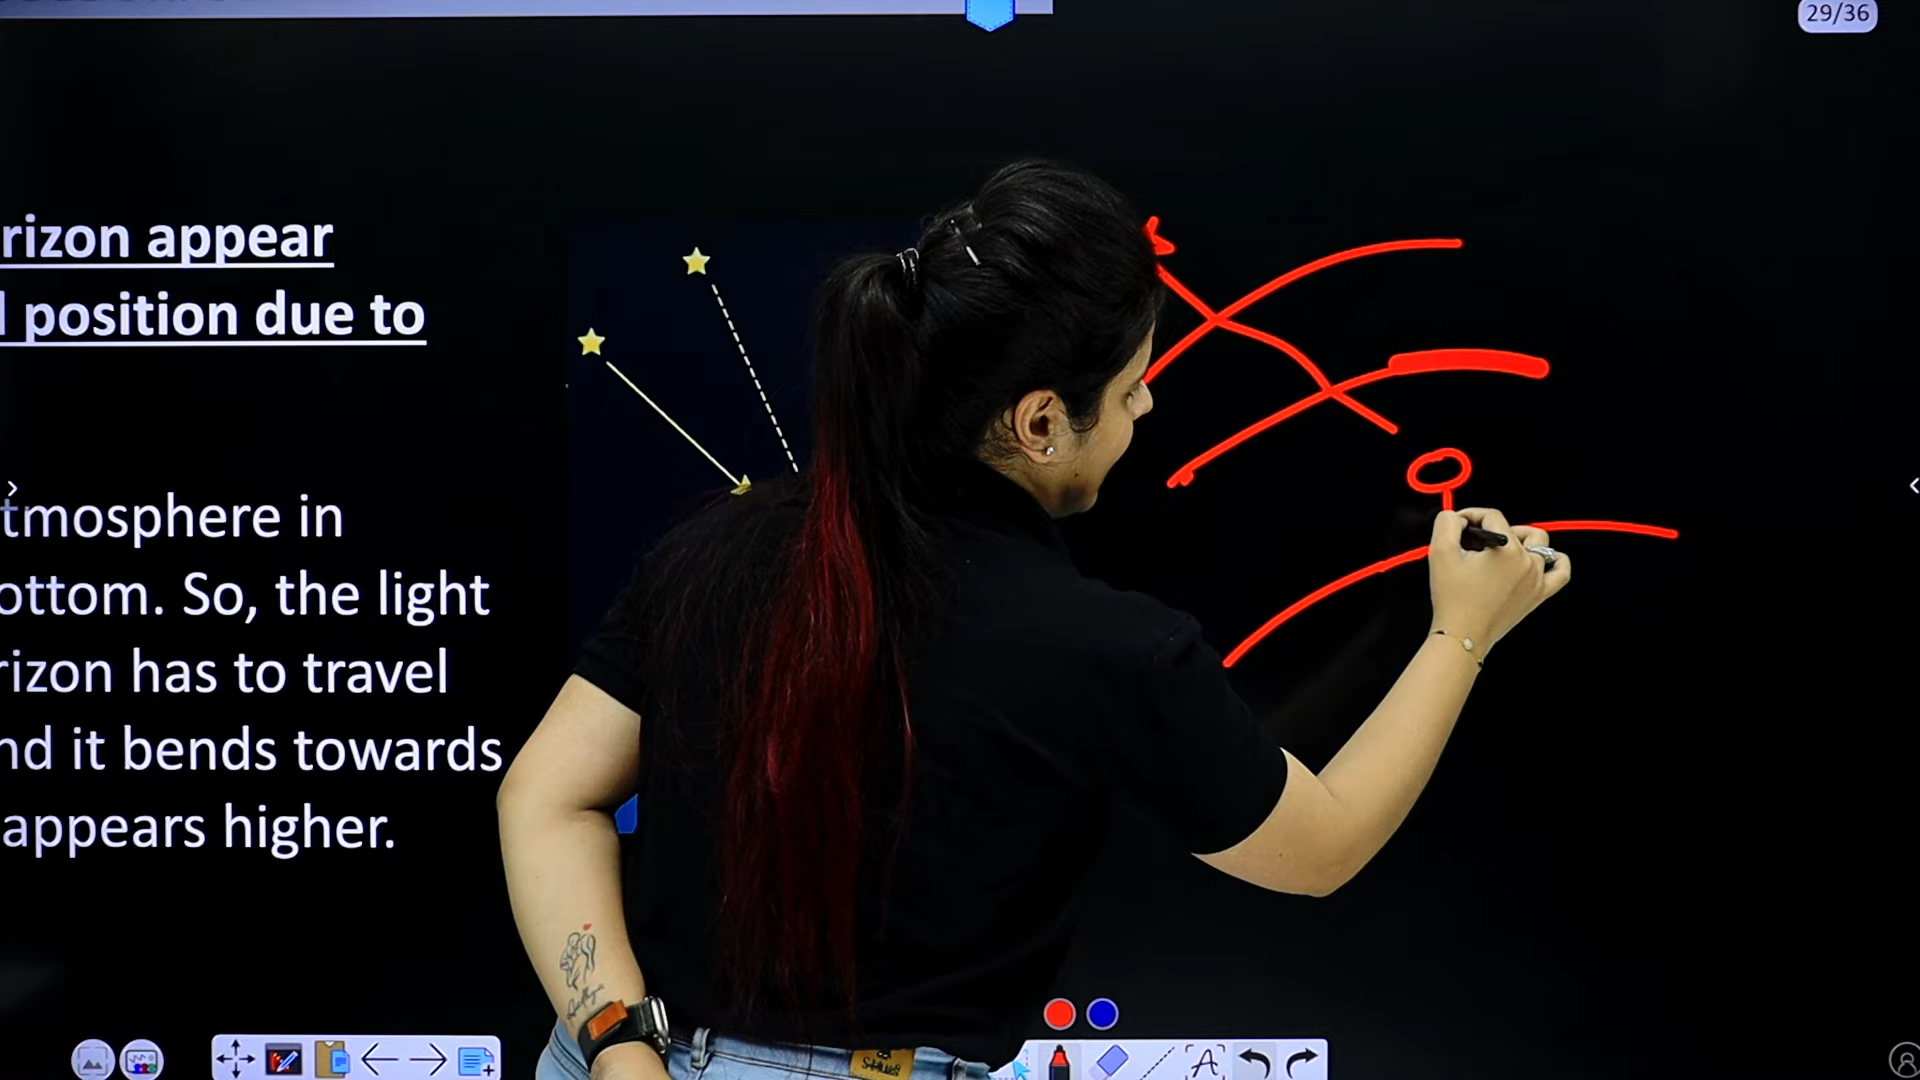 29/36
rizon appear
l position due to
tmosphere in
ottom. So, the light
rizon has to travel
nd it bends towards
appears higher.
A